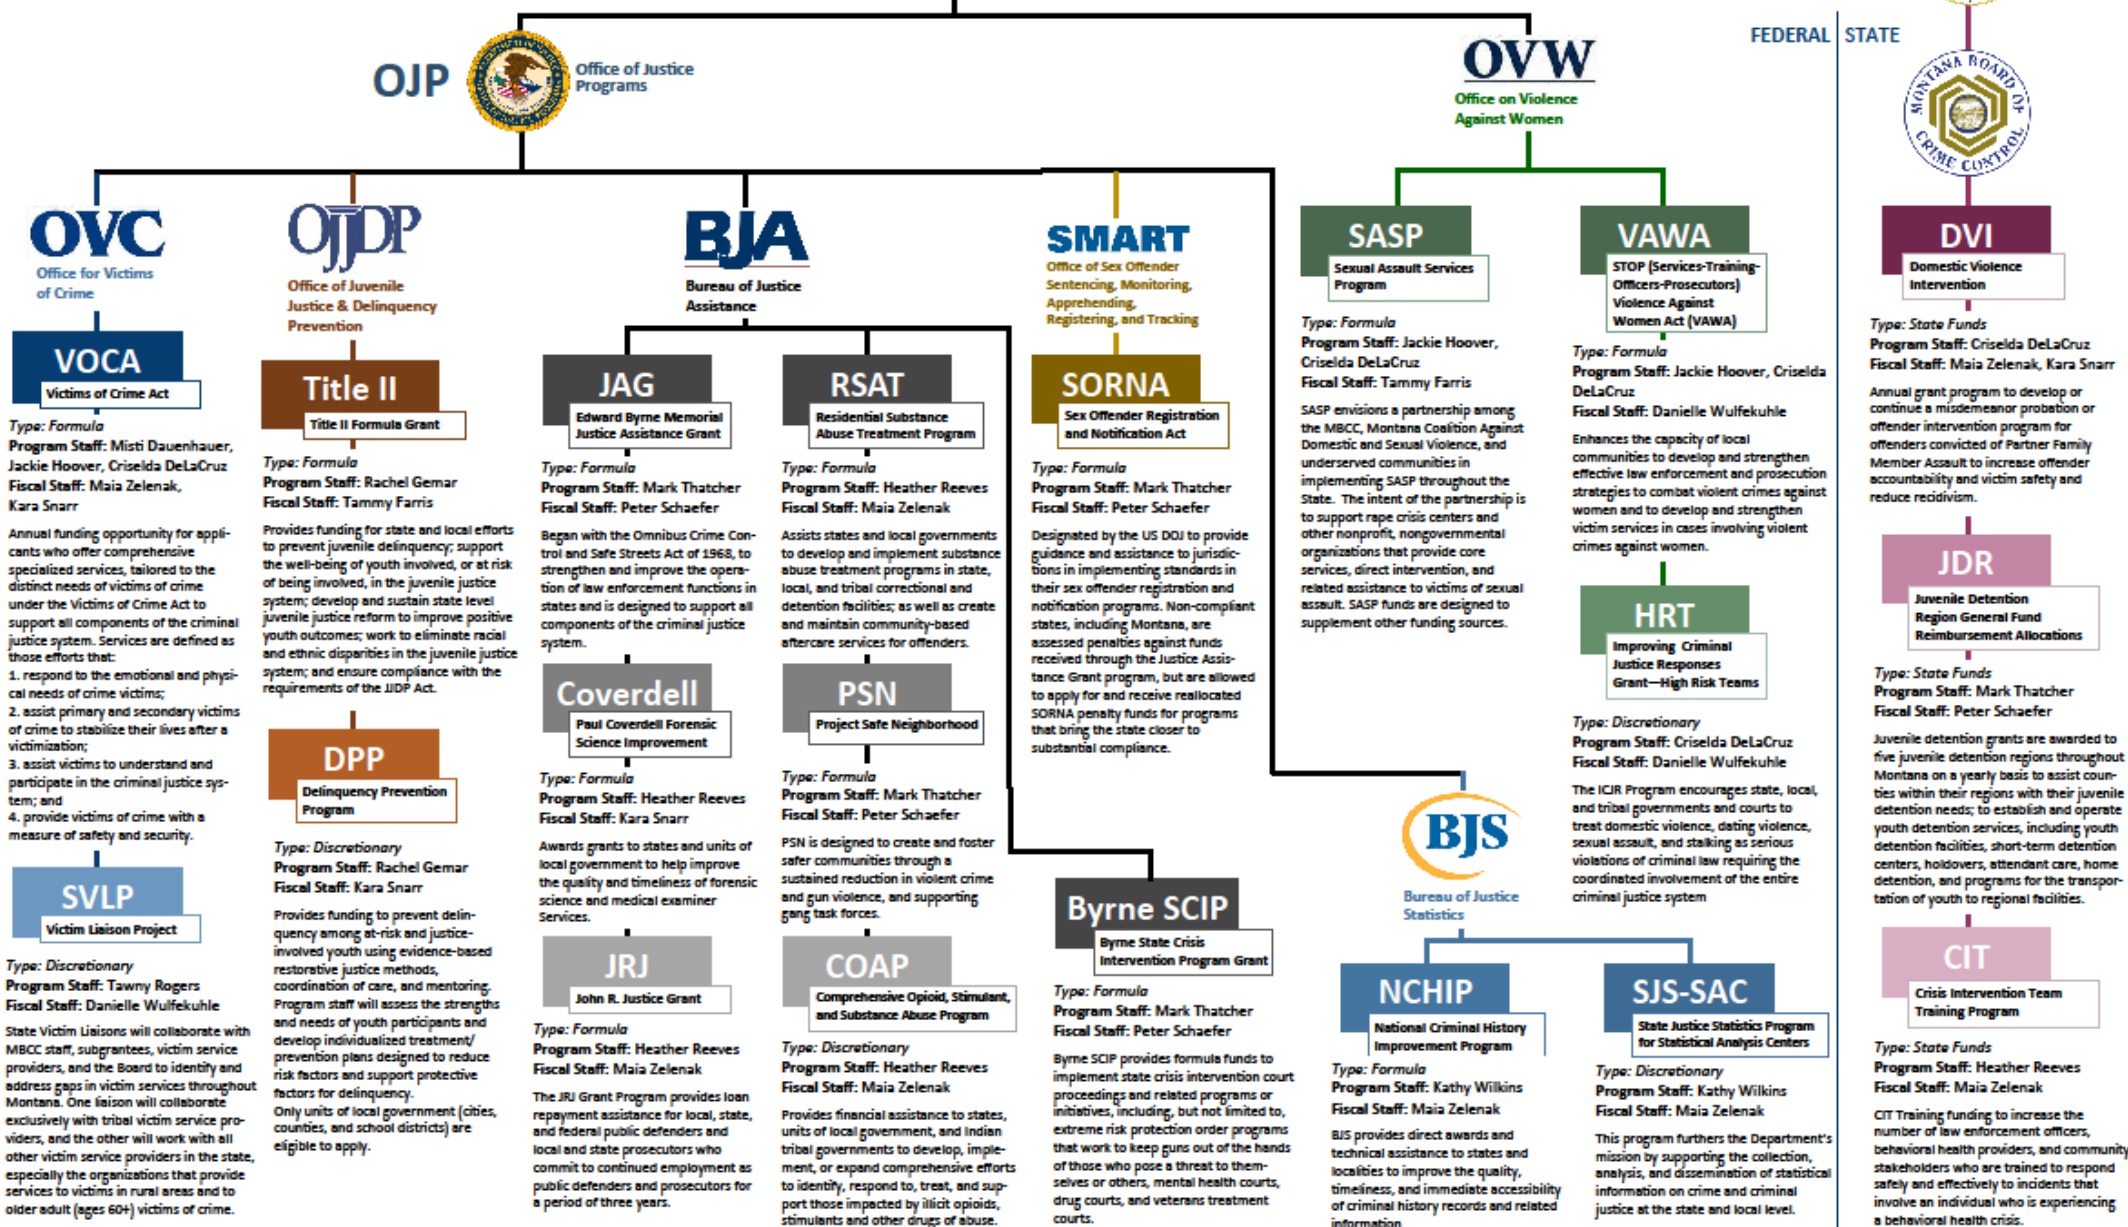 OJP
Office of Justice
Programs
OVW
Office on Violence
Against Women
FEDERAL
STATE
MONTANA BOARD OF
CRIME CONTROL
OVC
Office for Victims
of Crime
VOCA
Victims of Crime Act
Type: Formula
Program Staff: Misti Dauenhauer,
Jackie Hoover, Criselda DeLaCruz
Fiscal Staff: Maia Zelenak,
Kara Snarr
Annual funding opportunity for appli-
cants who offer comprehensive
specialized services, tailored to the
distinct needs of victims of crime
under the Victims of Crime Act to
support all components of the criminal
justice system. Services are defined as
those efforts that:
1. respond to the emotional and physi-
cal needs of crime victims;
2. assist primary and secondary victims
of crime to stabilize their lives after a
victimization;
3. assist victims to understand and
participate in the criminal justice sys-
tem; and
4. provide victims of crime with a
measure of safety and security.
SVLP
Victim Liaison Project
Type: Discretionary
Program Staff: Tawny Rogers
Fiscal Staff: Danielle Wulfekuhle
State Victim Liaisons will collaborate with
MBCC staff, subgrantees, victim service
providers, and the Board to identify and
address gaps in victim services throughout
Montana. One liaison will collaborate
exclusively with tribal victim service pro-
viders, and the other will work with all
other victim service providers in the state,
especially the organizations that provide
services to victims in rural areas and to
older adult (ages 60+) victims of crime.
OJJDP
Office of Juvenile
Justice & Delinquency
Prevention
Title II
Title II Formula Grant
Type: Formula
Program Staff: Rachel Gemar
Fiscal Staff: Tammy Farris
Provides funding for state and local efforts
to prevent juvenile delinquency; support
the well-being of youth involved, or at risk
of being involved, in the juvenile justice
system; develop and sustain state level
juvenile justice reform to improve positive
youth outcomes; work to eliminate racial
and ethnic disparities in the juvenile justice
system; and ensure compliance with the
requirements of the JJDP Act.
DPP
Delinquency Prevention
Program
Type: Discretionary
Program Staff: Rachel Gemar
Fiscal Staff: Kara Snarr
Provides funding to prevent delin-
quency among at-risk and justice-
involved youth using evidence-based
restorative justice methods,
coordination of care, and mentoring.
Program staff will assess the strengths
and needs of youth participants and
develop individualized treatment/
prevention plans designed to reduce
risk factors and support protective
factors for delinquency.
Only units of local government (cities,
counties, and school districts) are
eligible to apply.
BJA
Bureau of Justice
Assistance
JAG
Edward Byrne Memorial
Justice Assistance Grant
Type: Formula
Program Staff: Mark Thatcher
Fiscal Staff: Peter Schaefer
Began with the Omnibus Crime Con-
trol and Safe Streets Act of 1968, to
strengthen and improve the opera-
tion of law enforcement functions in
states and is designed to support all
components of the criminal justice
system.
Coverdell
Paul Coverdell Forensic
Science Improvement
Type: Formula
Program Staff: Heather Reeves
Fiscal Staff: Kara Snarr
Awards grants to states and units of
local government to help improve
the quality and timeliness of forensic
science and medical examiner
Services.
JRJ
John R. Justice Grant
Type: Formula
Program Staff: Heather Reeves
Fiscal Staff: Maia Zelenak
The JRJ Grant Program provides loan
repayment assistance for local, state,
and federal public defenders and
local and state prosecutors who
commit to continued employment as
public defenders and prosecutors for
a period of three years.
RSAT
Residential Substance
Abuse Treatment Program
Type: Formula
Program Staff: Heather Reeves
Fiscal Staff: Maia Zelenak
Assists states and local governments
to develop and implement substance
abuse treatment programs in state,
local, and tribal correctional and
detention facilities; as well as create
and maintain community-based
aftercare services for offenders.
PSN
Project Safe Neighborhood
Type: Formula
Program Staff: Mark Thatcher
Fiscal Staff: Peter Schaefer
PSN is designed to create and foster
safer communities through a
sustained reduction in violent crime
and gun violence, and supporting
gang task forces.
COAP
Comprehensive Opioid, Stimulant,
and Substance Abuse Program
Type: Discretionary
Program Staff: Heather Reeves
Fiscal Staff: Maia Zelenak
Provides financial assistance to states,
units of local government, and Indian
tribal governments to develop, imple-
ment, or expand comprehensive efforts
to identify, respond to, treat, and sup-
port those impacted by illicit opioids,
stimulants and other drugs of abuse.
SMART
Office of Sex Offender
Sentencing, Monitoring,
Apprehending,
Registering, and Tracking
SORNA
Sex Offender Registration
and Notification Act
Type: Formula
Program Staff: Mark Thatcher
Fiscal Staff: Peter Schaefer
Designated by the US DOJ to provide
guidance and assistance to jurisdic-
tions in implementing standards in
their sex offender registration and
notification programs. Non-compliant
states, including Montana, are
assessed penalties against funds
received through the Justice Assis-
tance Grant program, but are allowed
to apply for and receive reallocated
SORNA penalty funds for programs
that bring the state closer to
substantial compliance.
Byrne SCIP
Byrne State Crisis
Intervention Program Grant
Type: Formula
Program Staff: Mark Thatcher
Fiscal Staff: Peter Schaefer
Byrne SCIP provides formula funds to
implement state crisis intervention court
proceedings and related programs or
initiatives, including, but not limited to,
extreme risk protection order programs
that work to keep guns out of the hands
of those who pose a threat to them-
selves or others, mental health courts,
drug courts, and veterans treatment
courts.
SASP
Sexual Assault Services
Program
Type: Formula
Program Staff: Jackie Hoover,
Criselda DeLaCruz
Fiscal Staff: Tammy Farris
SASP envisions a partnership among
the MBCC, Montana Coalition Against
Domestic and Sexual Violence, and
underserved communities in
implementing SASP throughout the
State. The intent of the partnership is
to support rape crisis centers and
other nonprofit, nongovernmental
organizations that provide core
services, direct intervention, and
related assistance to victims of sexual
assault. SASP funds are designed to
supplement other funding sources.
VAWA
STOP (Services-Training-
Officers-Prosecutors)
Violence Against
Women Act (VAWA)
Type: Formula
Program Staff: Jackie Hoover, Criselda
DeLaCruz
Fiscal Staff: Danielle Wulfekuhle
Enhances the capacity of local
communities to develop and strengthen
effective law enforcement and prosecution
strategies to combat violent crimes against
women and to develop and strengthen
victim services in cases involving violent
crimes against women.
HRT
Improving Criminal
Justice Responses
Grant—High Risk Teams
Type: Discretionary
Program Staff: Criselda DeLaCruz
Fiscal Staff: Danielle Wulfekuhle
The ICJR Program encourages state, local,
and tribal governments and courts to
treat domestic violence, dating violence,
sexual assault, and stalking as serious
violations of criminal law requiring the
coordinated involvement of the entire
criminal justice system
BJS
Bureau of Justice
Statistics
NCHIP
National Criminal History
Improvement Program
Type: Formula
Program Staff: Kathy Wilkins
Fiscal Staff: Maia Zelenak
BJS provides direct awards and
technical assistance to states and
localities to improve the quality,
timeliness, and immediate accessibility
of criminal history records and related
information.
SJS-SAC
State Justice Statistics Program
for Statistical Analysis Centers
Type: Discretionary
Program Staff: Kathy Wilkins
Fiscal Staff: Maia Zelenak
This program furthers the Department's
mission by supporting the collection,
analysis, and dissemination of statistical
information on crime and criminal
justice at the state and local level.
DVI
Domestic Violence
Intervention
Type: State Funds
Program Staff: Criselda DeLaCruz
Fiscal Staff: Maia Zelenak, Kara Snarr
Annual grant program to develop or
continue a misdemeanor probation or
offender intervention program for
offenders convicted of Partner Family
Member Assault to increase offender
accountability and victim safety and
reduce recidivism.
JDR
Juvenile Detention
Region General Fund
Reimbursement Allocations
Type: State Funds
Program Staff: Mark Thatcher
Fiscal Staff: Peter Schaefer
Juvenile detention grants are awarded to
five juvenile detention regions throughout
Montana on a yearly basis to assist coun-
ties within their regions with their juvenile
detention needs; to establish and operate
youth detention services, including youth
detention facilities, short-term detention
centers, holdovers, attendant care, home
detention, and programs for the transpor-
tation of youth to regional facilities.
CIT
Crisis Intervention Team
Training Program
Type: State Funds
Program Staff: Heather Reeves
Fiscal Staff: Maia Zelenak
CIT Training funding to increase the
number of law enforcement officers,
behavioral health providers, and community
stakeholders who are trained to respond
safely and effectively to incidents that
involve an individual who is experiencing
a behavioral health crisis.